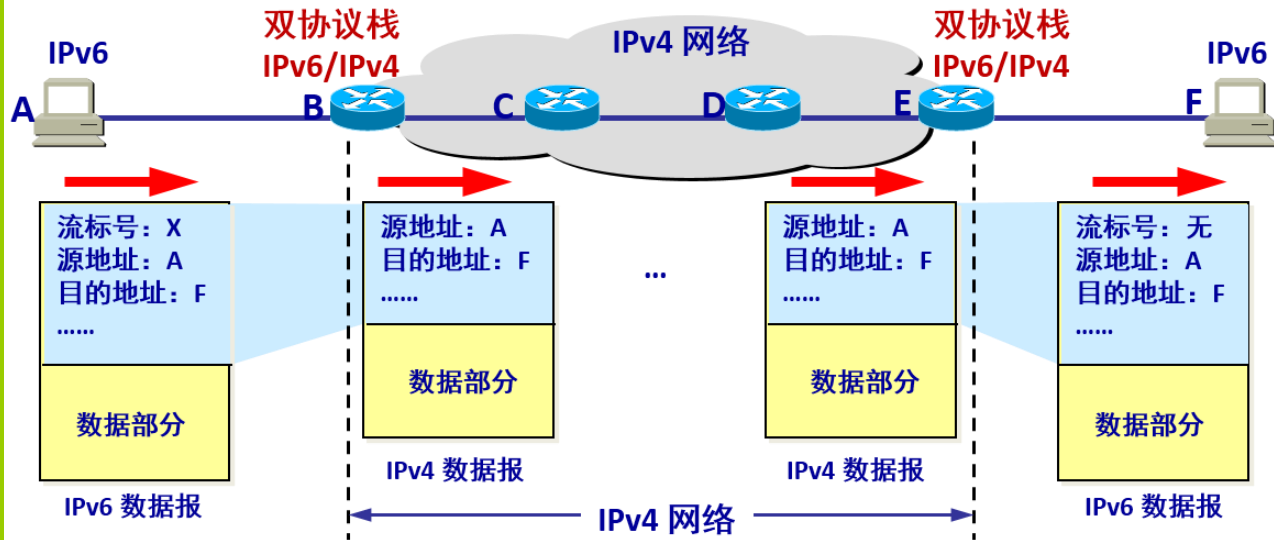 双协议栈
IPv6/IPv4
IPv4 网络
双协议栈
IPv6/IPv4
IPv6
IPv6
A
B
C
D
E
F
流标号：X
源地址：A
目的地址：F
......
数据部分
IPv6 数据报
源地址：A
目的地址：F
......
数据部分
IPv4 数据报
...
源地址：A
目的地址：F
......
数据部分
IPv4 数据报
流标号：无
源地址：A
目的地址：F
......
数据部分
IPv6 数据报
IPv4 网络